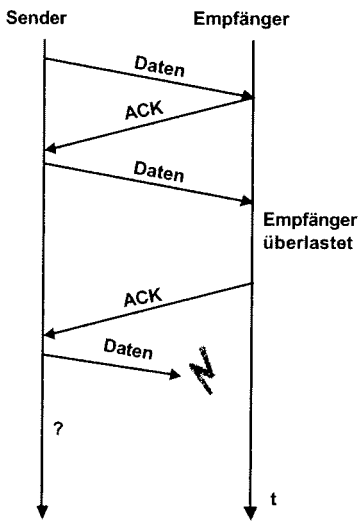 Sender
Empfänger
Daten
ACK
Daten
Empfänger
überlastet
ACK
Daten
?
t